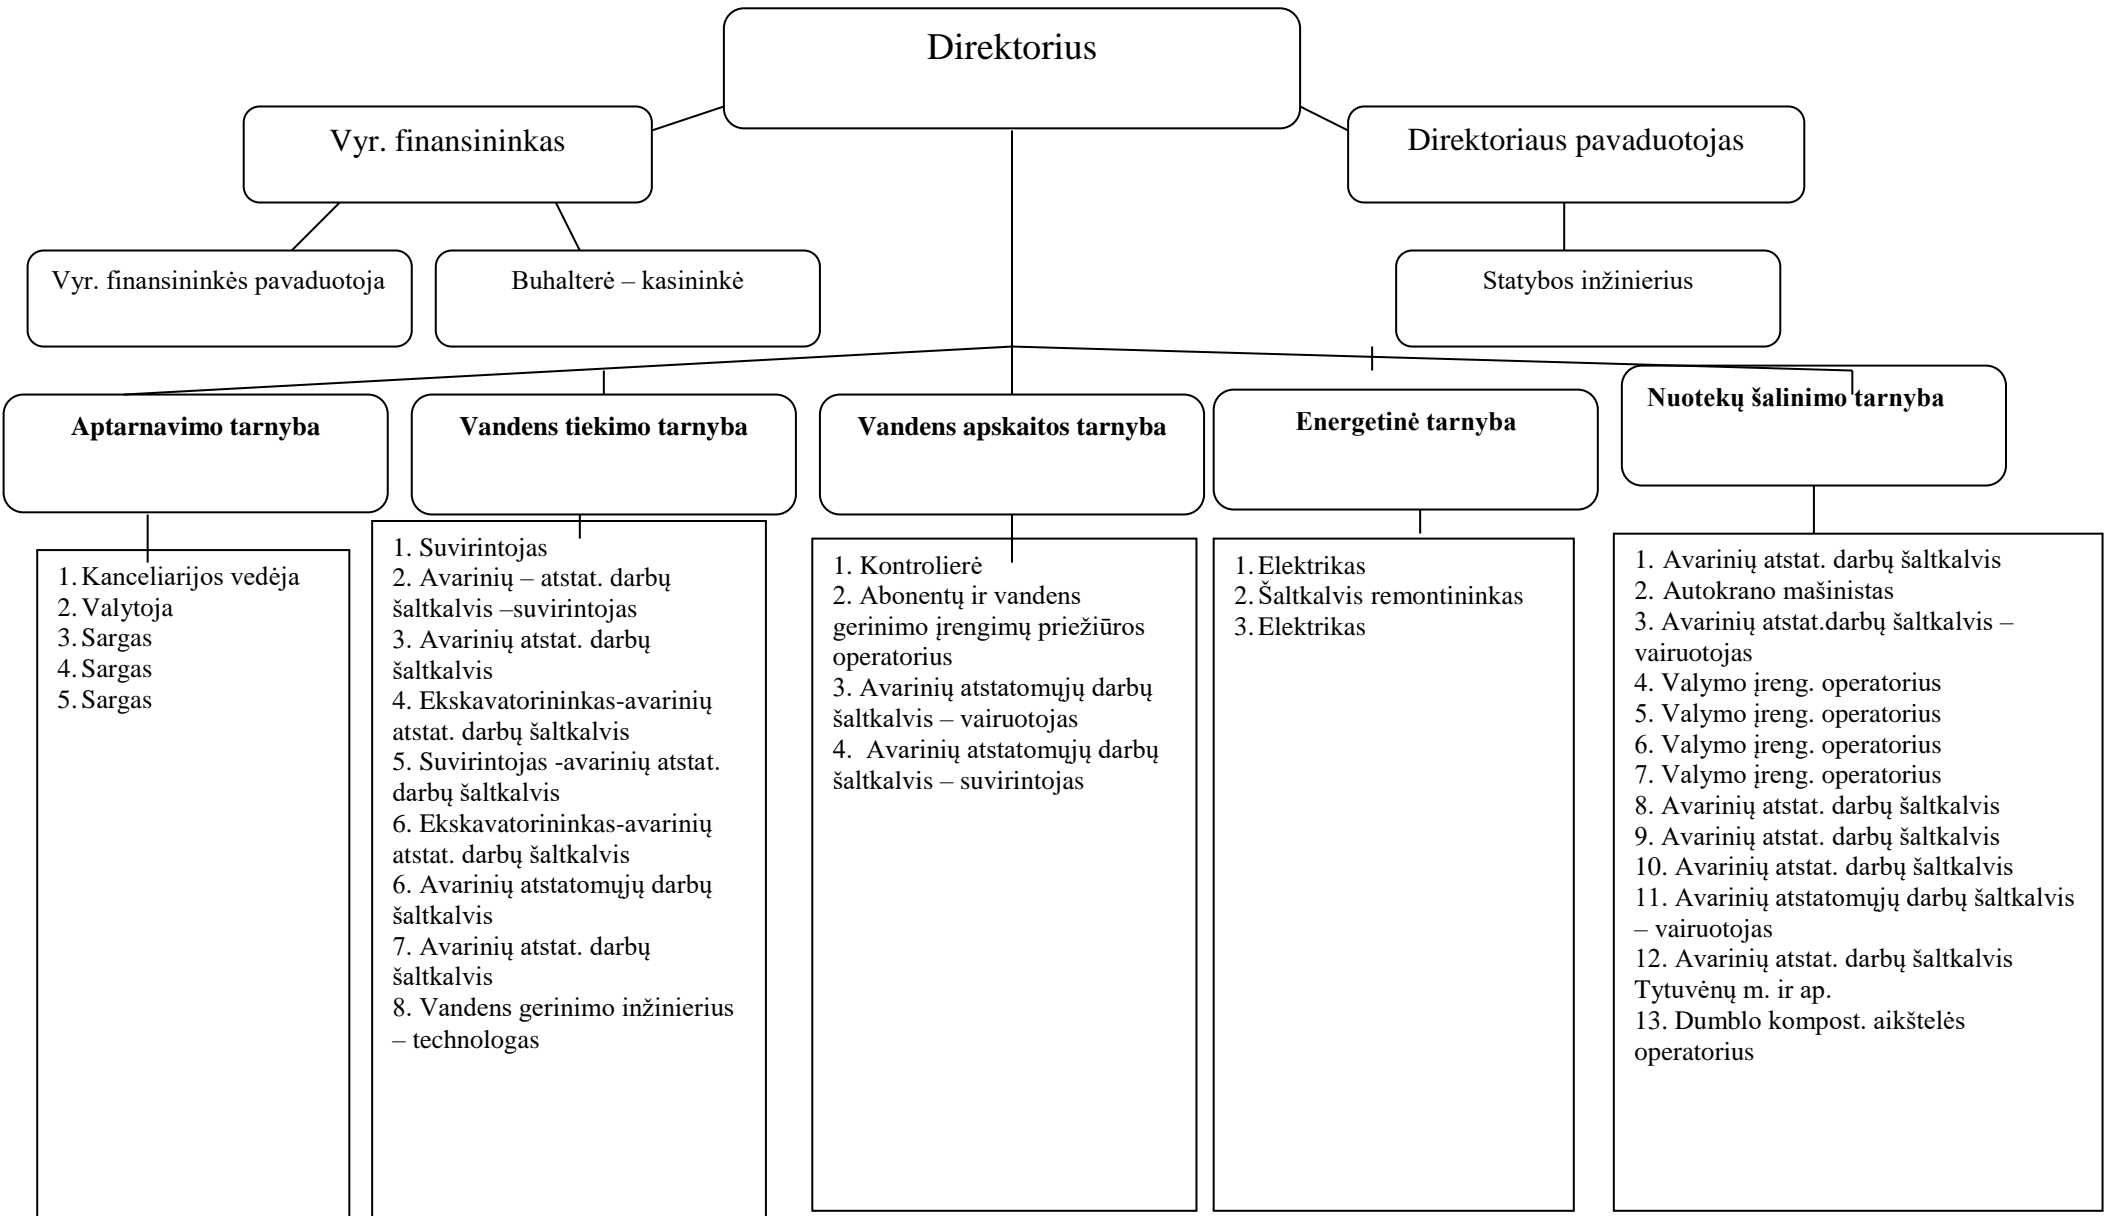 Direktorius
Vyr. finansininkas
Direktoriaus pavaduotojas
Vyr. finansininkės pavaduotoja
Buhalterė – kasininkė
Statybos inžinierius
Aptarnavimo tarnyba
Vandens tiekimo tarnyba
Vandens apskaitos tarnyba
Energetinė tarnyba
Nuotekų šalinimo tarnyba
1. Kanceliarijos vedėja
2. Valytoja
3. Sargas
4. Sargas
5. Sargas
1. Suvirintojas
2. Avarinių – atstat. darbų
šaltkalvis –suvirintojas
3. Avarinių atstat. darbų
šaltkalvis
4. Ekskavatorininkas-avarinių
atstat. darbų šaltkalvis
5. Suvirintojas -avarinių atstat.
darbų šaltkalvis
6. Ekskavatorininkas-avarinių
atstat. darbų šaltkalvis
6. Avarinių atstatomųjų darbų
šaltkalvis
7. Avarinių atstat. darbų
šaltkalvis
8. Vandens gerinimo inžinierius
– technologas
1. Kontrolierė
2. Abonentų ir vandens
gerinimo įrengimų priežiūros
operatorius
3. Avarinių atstatomųjų darbų
šaltkalvis – vairuotojas
4. Avarinių atstatomųjų darbų
šaltkalvis – suvirintojas
1. Elektrikas
2. Šaltkalvis remontininkas
3. Elektrikas
1. Avarinių atstat. darbų šaltkalvis
2. Autokrano mašinistas
3. Avarinių atstat.darbų šaltkalvis –
vairuotojas
4. Valymo įreng. operatorius
5. Valymo įreng. operatorius
6. Valymo įreng. operatorius
7. Valymo įreng. operatorius
8. Avarinių atstat. darbų šaltkalvis
9. Avarinių atstat. darbų šaltkalvis
10. Avarinių atstat. darbų šaltkalvis
11. Avarinių atstatomųjų darbų šaltkalvis
– vairuotojas
12. Avarinių atstat. darbų šaltkalvis
Tytuvėnų m. ir ap.
13. Dumblo kompost. aikštelės
operatorius